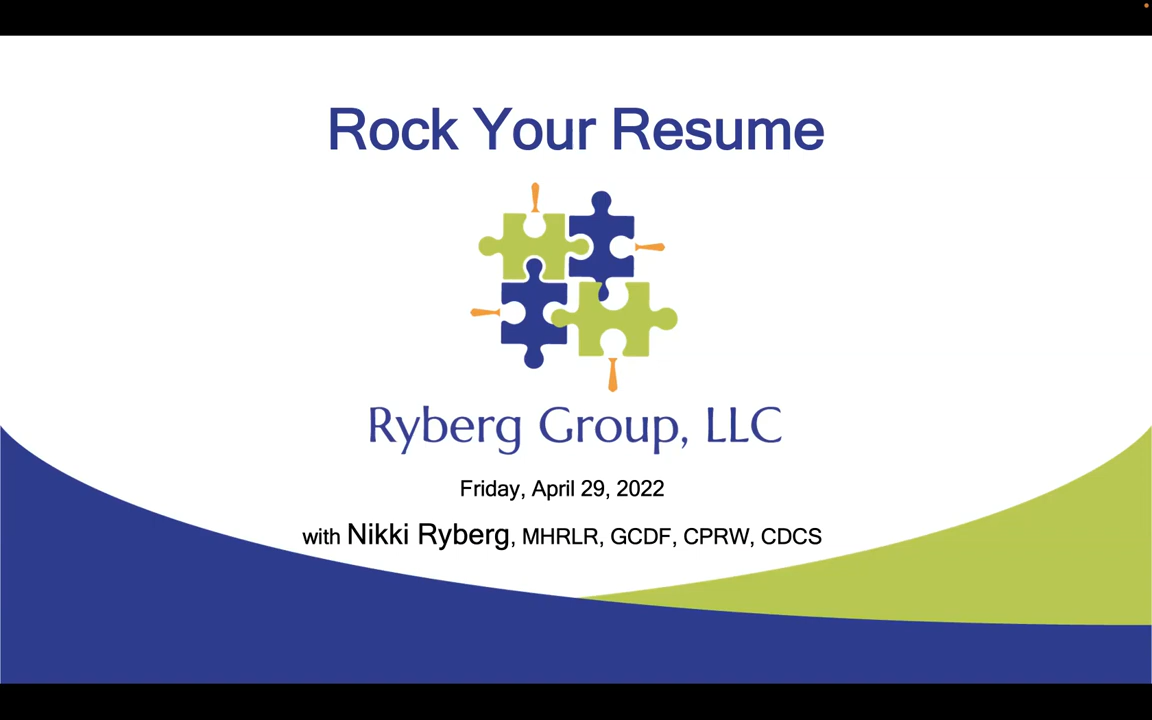 Rock Your Resume
Ryberg Group, LLC
Friday, April 29, 2022
with Nikki Ryberg, MHRLR, GCDF, CPRW, CDCS